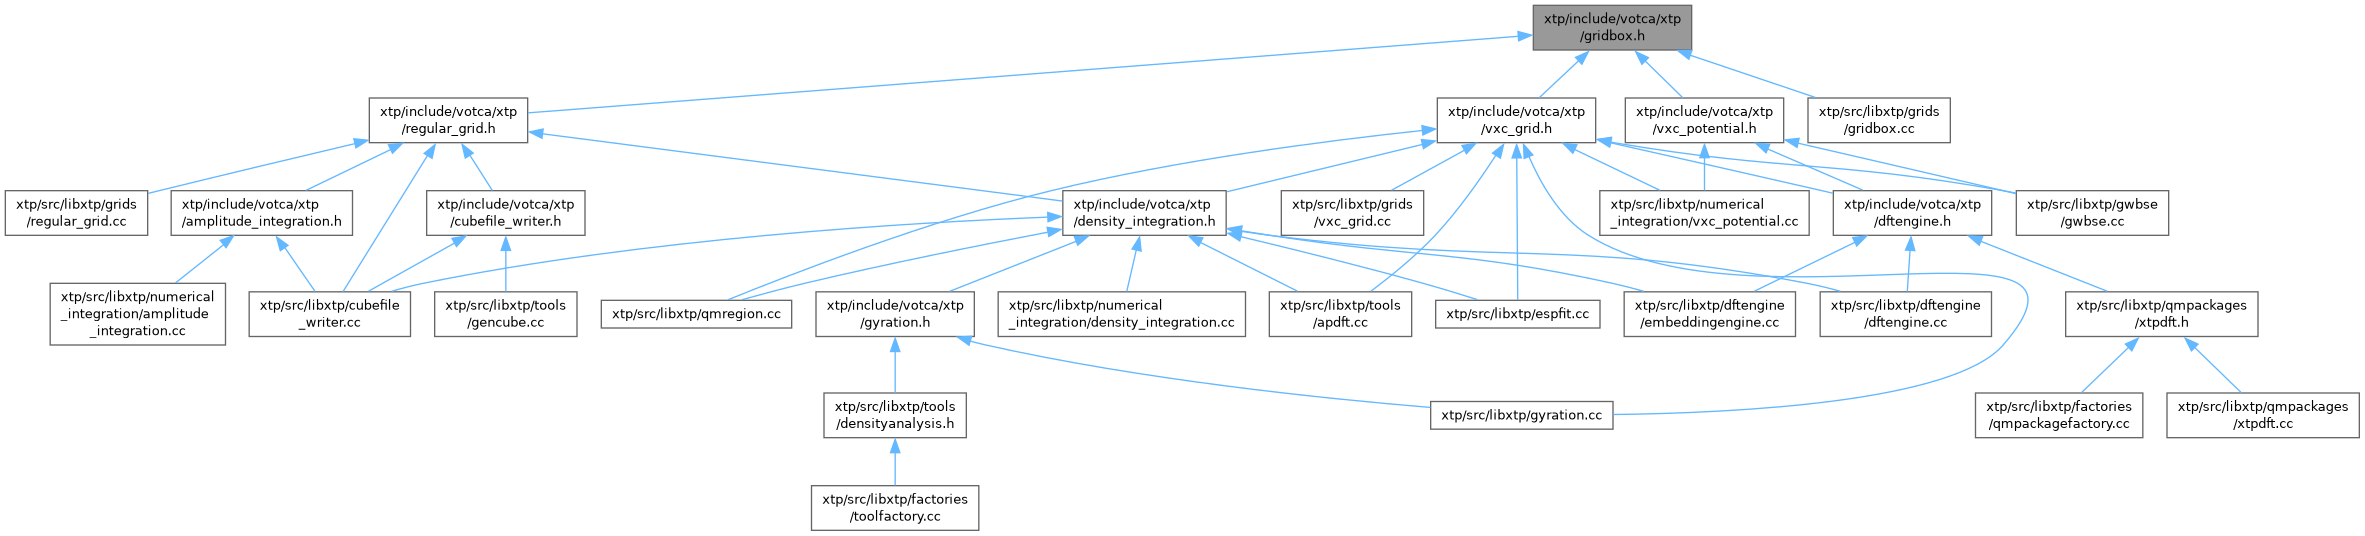 xtp/include/votca/xtp
/gridbox.h
xtp/include/votca/xtp
/regular_grid.h
xtp/include/votca/xtp
/vxc_grid.h
xtp/include/votca/xtp
/vxc_potential.h
xtp/src/libxtp/grids
/gridbox.cc
xtp/src/libxtp/grids
/regular_grid.cc
xtp/include/votca/xtp
/amplitude_integration.h
xtp/include/votca/xtp
/cubefile_writer.h
xtp/include/votca/xtp
/density_integration.h
xtp/src/libxtp/grids
/vxc_grid.cc
xtp/src/libxtp/numerical
_integration/vxc_potential.cc
xtp/include/votca/xtp
/dftengine.h
xtp/src/libxtp/gwbse
/gwbse.cc
xtp/src/libxtp/numerical
_integration/amplitude
_integration.cc
xtp/src/libxtp/cubefile
_writer.cc
xtp/src/libxtp/tools
/gencube.cc
xtp/src/libxtp/qmregion.cc
xtp/include/votca/xtp
/gyration.h
xtp/src/libxtp/numerical
_integration/density_integration.cc
xtp/src/libxtp/tools
/apdft.cc
xtp/src/libxtp/espfit.cc
xtp/src/libxtp/dftengine
/embeddingengine.cc
xtp/src/libxtp/dftengine
/dftengine.cc
xtp/src/libxtp/qmpackages
/xtpdft.h
xtp/src/libxtp/tools
/densityanalysis.h
xtp/src/libxtp/gyration.cc
xtp/src/libxtp/factories
/qmpackagefactory.cc
xtp/src/libxtp/qmpackages
/xtpdft.cc
xtp/src/libxtp/factories
/toolfactory.cc